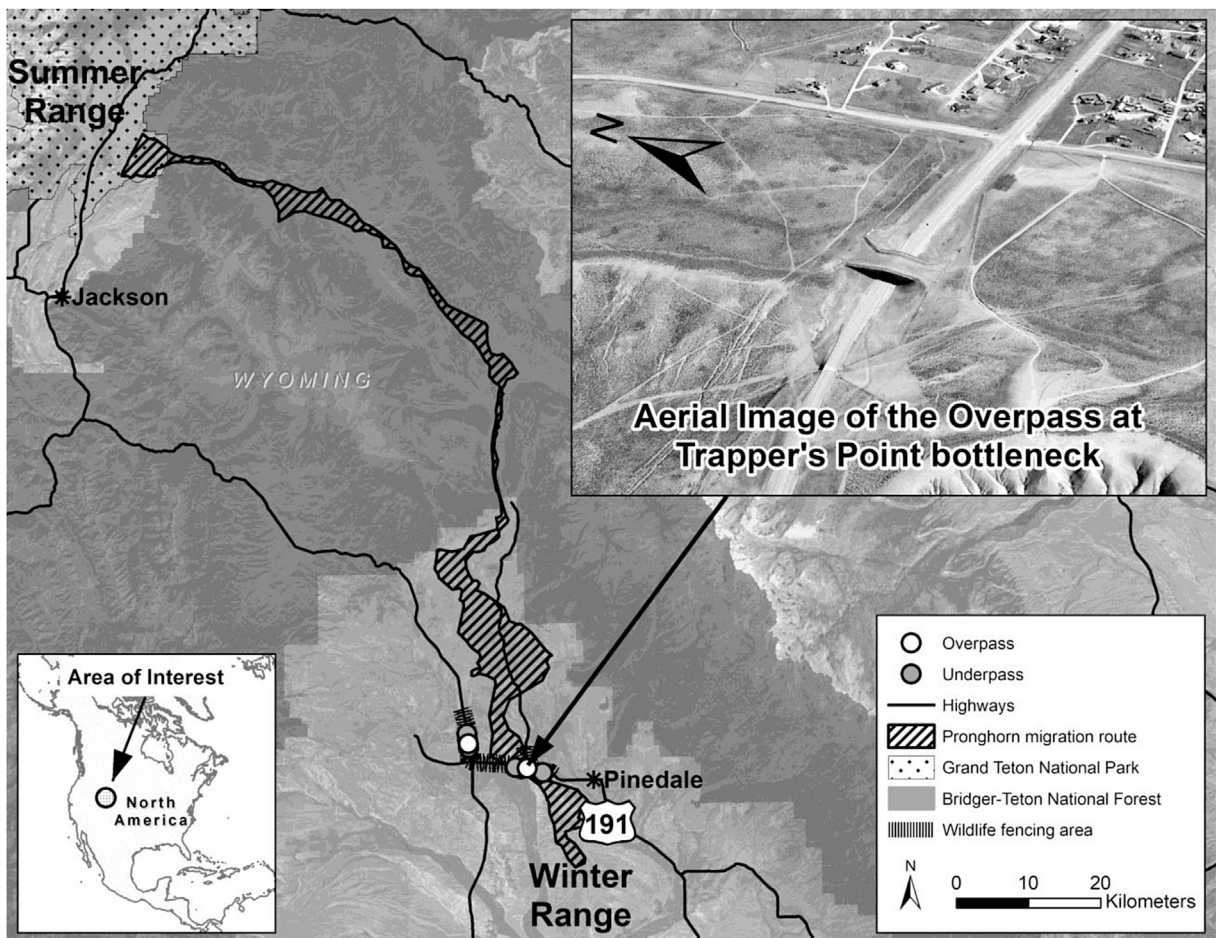 Summer
Range
Jackson
WYOMING
N
Aerial Image of the Overpass at
Trapper's Point bottleneck
Area of Interest
North
America
Pinedale
191
Winter
Range
Overpass
Underpass
Highways
Pronghorn migration route
Grand Teton National Park
Bridger-Teton National Forest
Wildlife fencing area
N
0 10 20
Kilometers